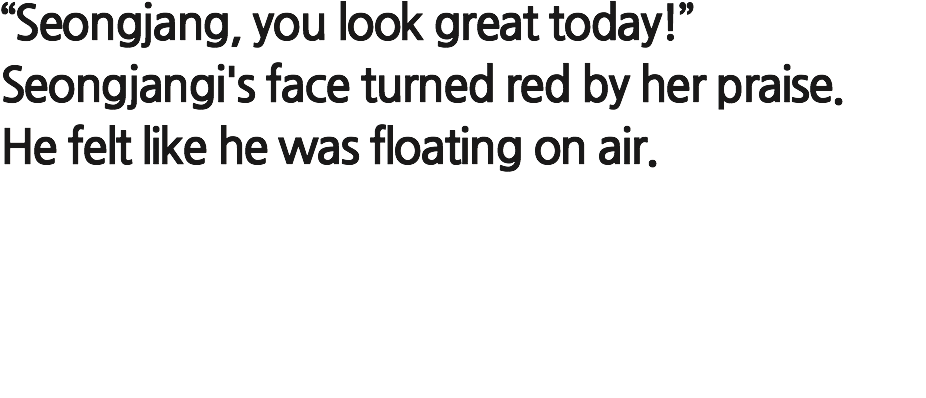 “Seongjang, you look great today!”
Seongjangi's face turned red by her praise.
He felt like he was floating on air.